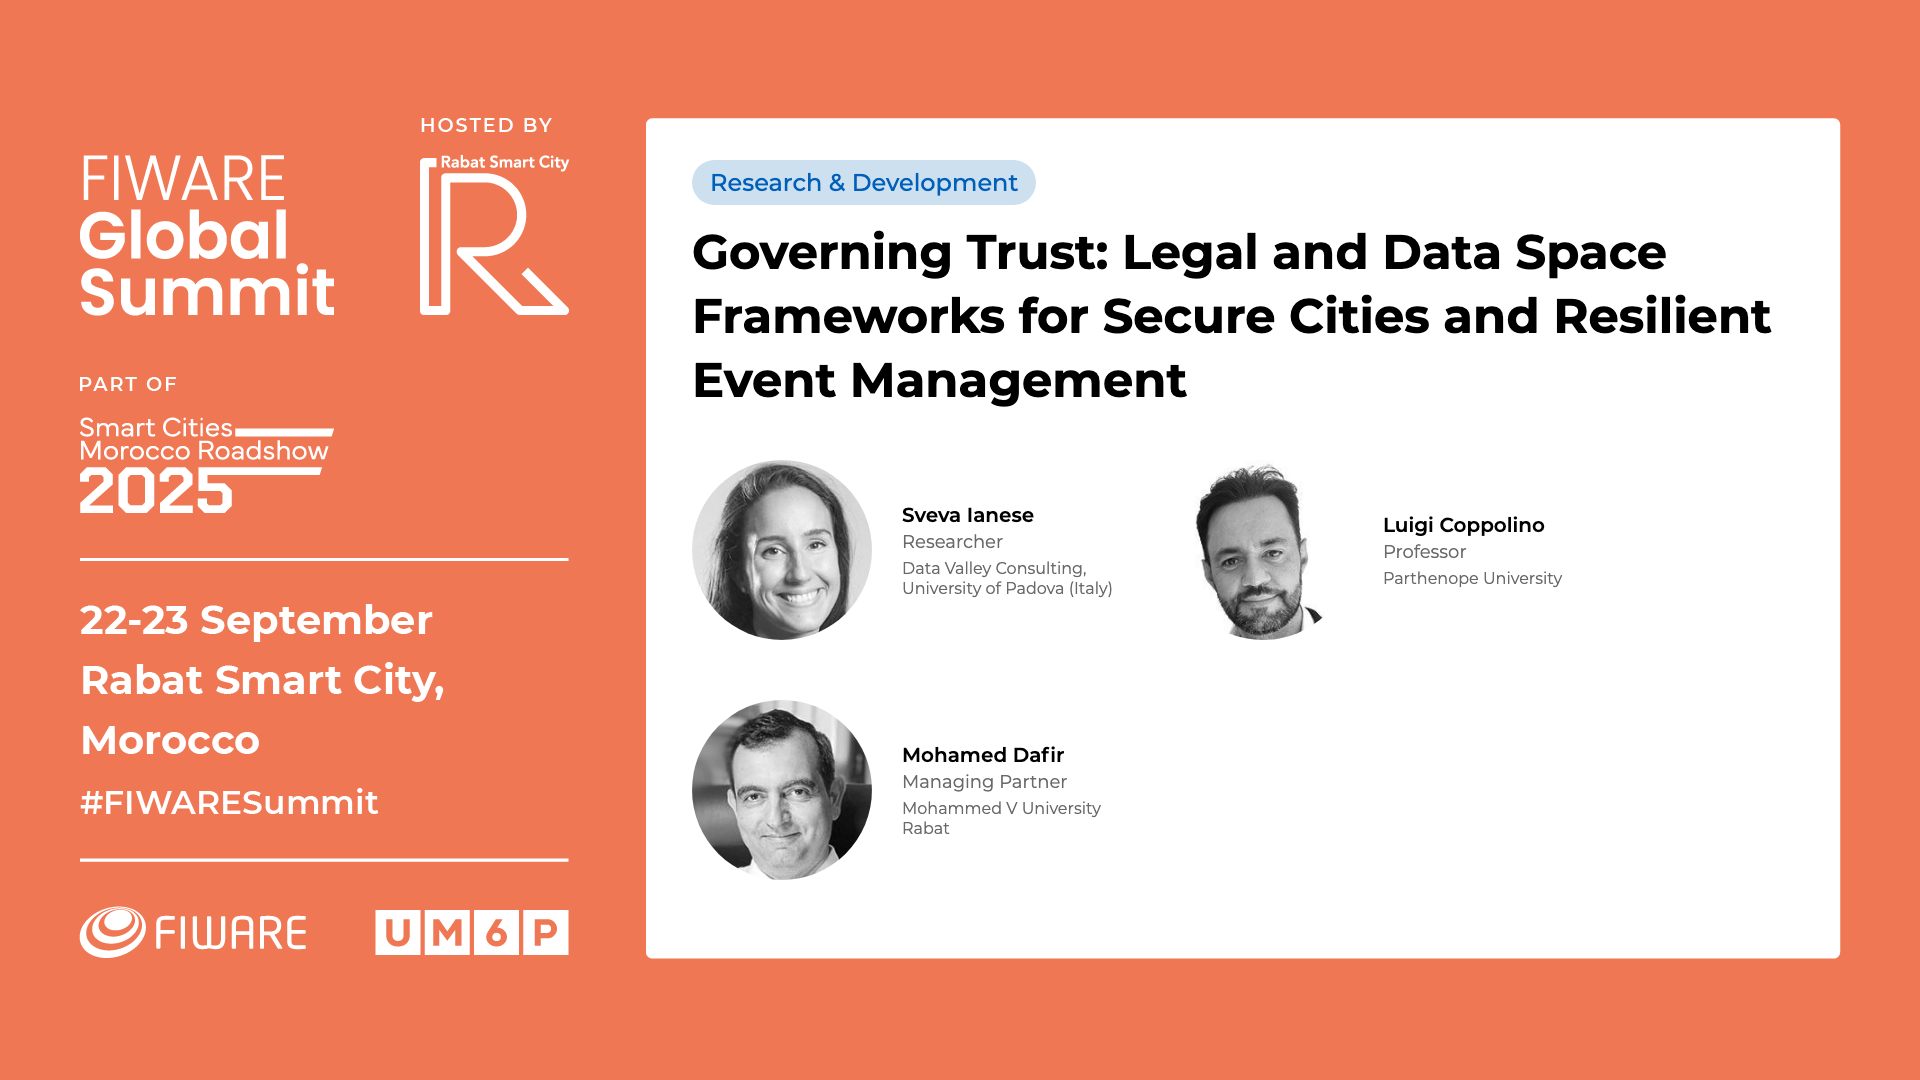 FIWARE
Global
Summit
HOSTED BY
Rabat Smart City
R
PART OF
Smart Cities
Morocco Roadshow
2025
22-23 September
Rabat Smart City,
Morocco
#FIWARESummit
FIWARE
UM6P
Research & Development
Governing Trust: Legal and Data Space
Frameworks for Secure Cities and Resilient
Event Management
Sveva Ianese
Researcher
Data Valley Consulting,
University of Padova (Italy)
Luigi Coppolino
Professor
Parthenope University
Mohamed Dafir
Managing Partner
Mohammed V University
Rabat